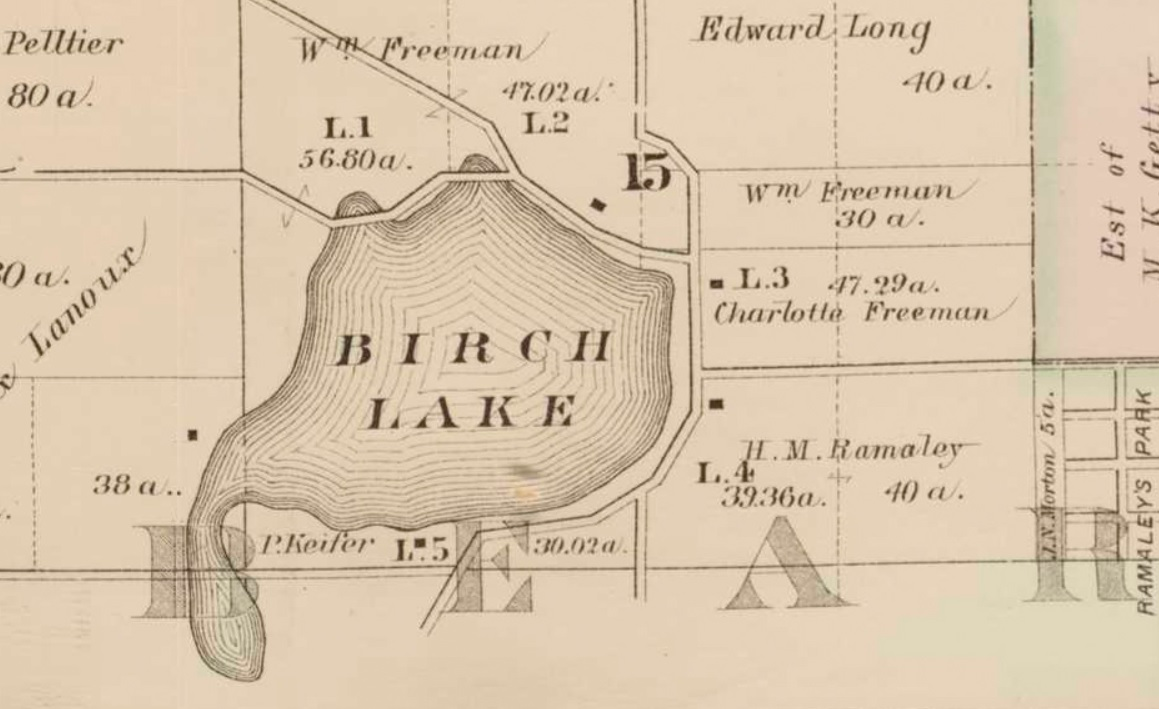 Pelltier
80 a.
Wm Freeman
47.02 a.
L.1
56.80 a.
L.2
15
Edward Long
40 a.
Wm Freeman
30 a.
Est of
M K Getty
L.3 47.29 a.
Charlotte Freeman
Lanoux
BIRCH
LAKE
38 a.
H. M. Ramaley
L.4
39.36 a.
40 a.
J. N. Morton 5 a.
RAMALEY'S PARK
P. Keifer L.5 30.02 a.
BEAR